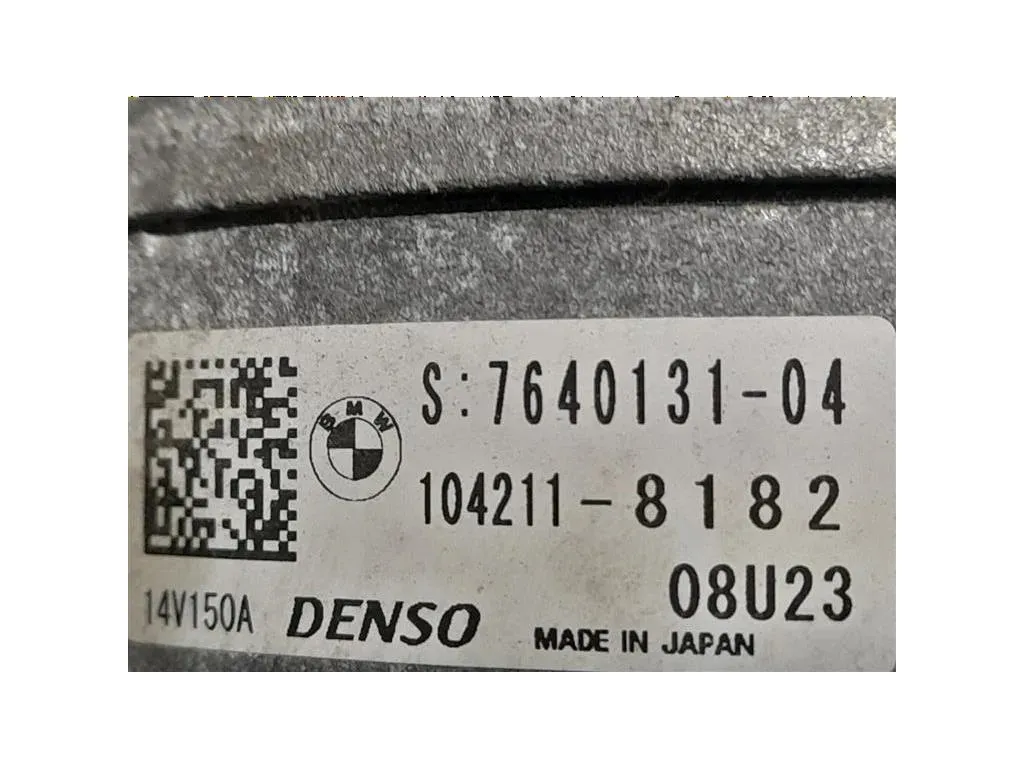 S:7640131-04
BMW
104211-8182
08U23
14V150A DENSO MADE IN JAPAN